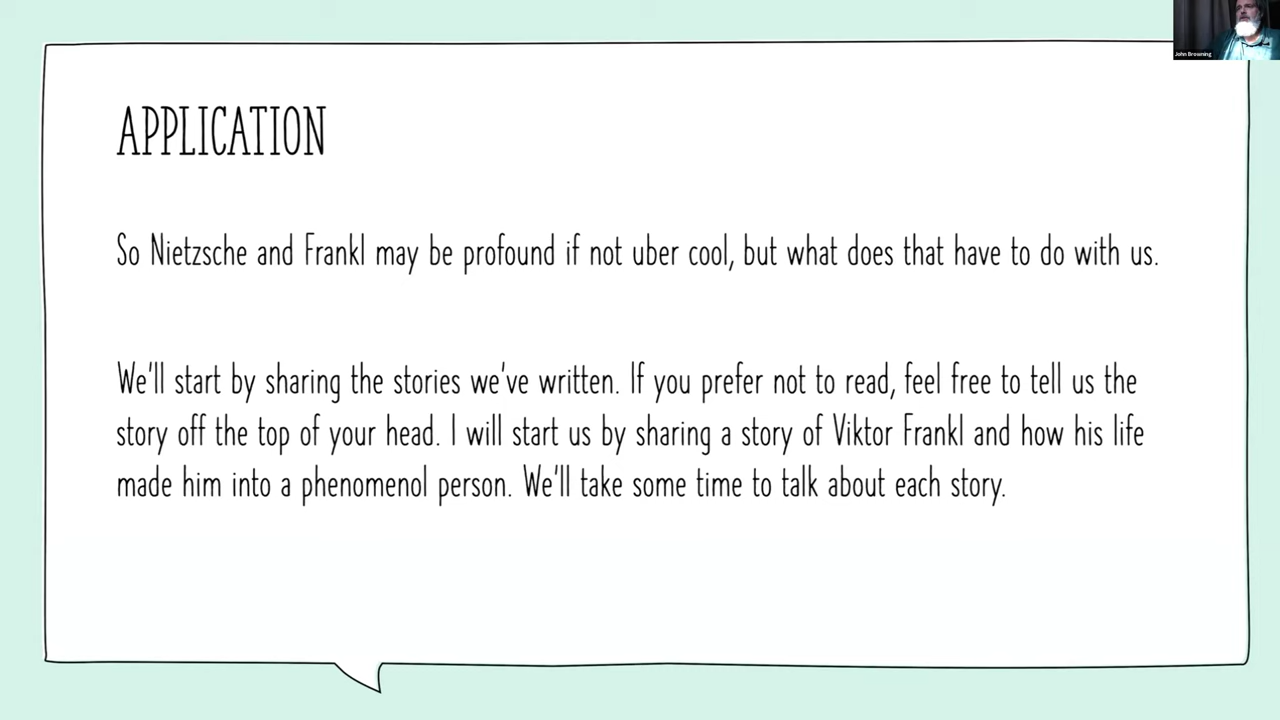 John Browning
APPLICATION
So Nietzsche and Frankl may be profound if not uber cool, but what does that have to do with us.
We'll start by sharing the stories we've written. If you prefer not to read, feel free to tell us the
story off the top of your head. I will start us by sharing a story of Viktor Frankl and how his life
made him into a phenomenol person. We'll take some time to talk about each story.